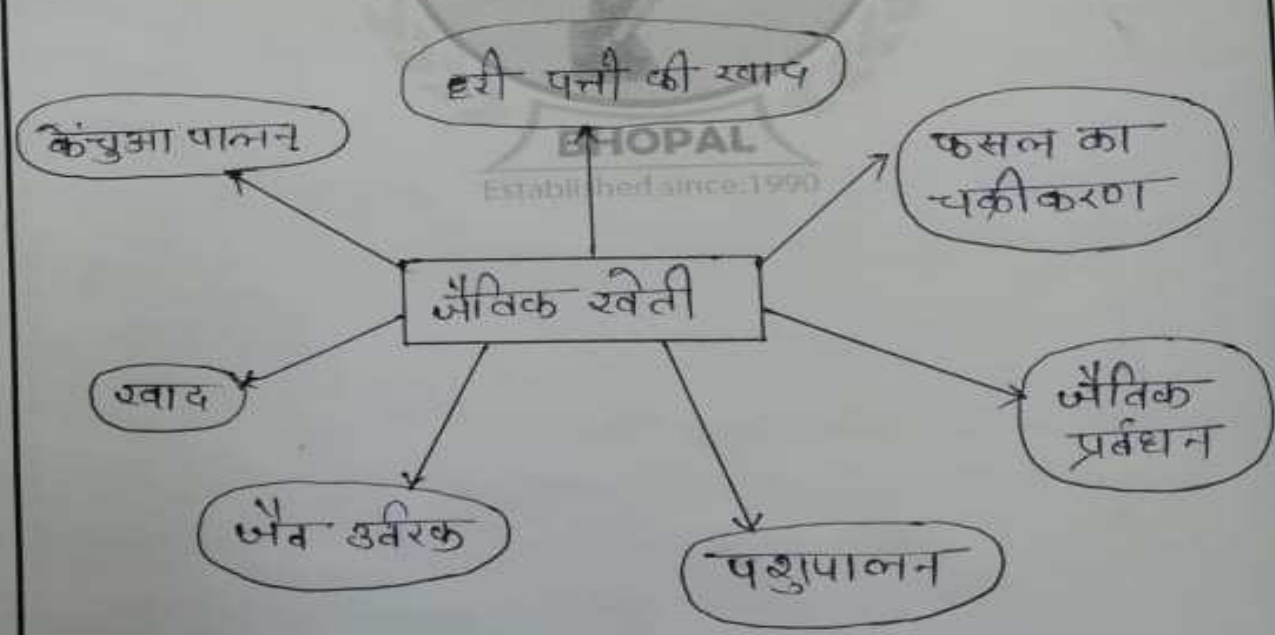 हरी पत्ती की खाद
केंचुआ पालन
BHOPAL
Established since:1990
फसल का
चक्रीकरण
जैविक खेती
खाद
जैविक
प्रबंधन
जैव उर्वरक
पशुपालन